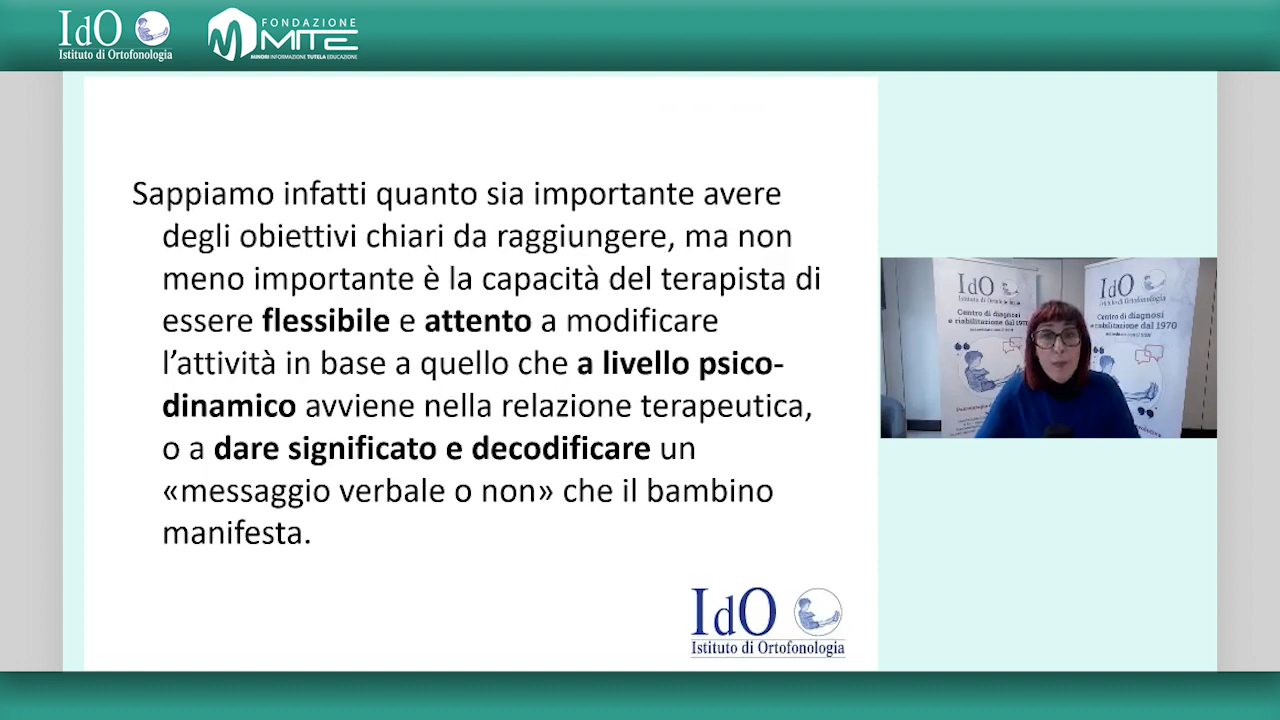 IdO
Istituto di Ortofonologia
FONDAZIONE
MITE
MINORI INFORMAZIONE TUTELA EDUCAZIONE
Sappiamo infatti quanto sia importante avere
degli obiettivi chiari da raggiungere, ma non
meno importante è la capacità del terapista di
essere flessibile e attento a modificare
l’attività in base a quello che a livello psico-
dinamico avviene nella relazione terapeutica,
o a dare significato e decodificare un
«messaggio verbale o non» che il bambino
manifesta.
IdO
Istituto di Ortofonologia
IdO
Istituto di Ortofonologia
Centro di diagnosi
e riabilitazione dal 1970
IdO
Istituto di Ortofonologia
Centro di diagnosi
e riabilitazione dal 1970